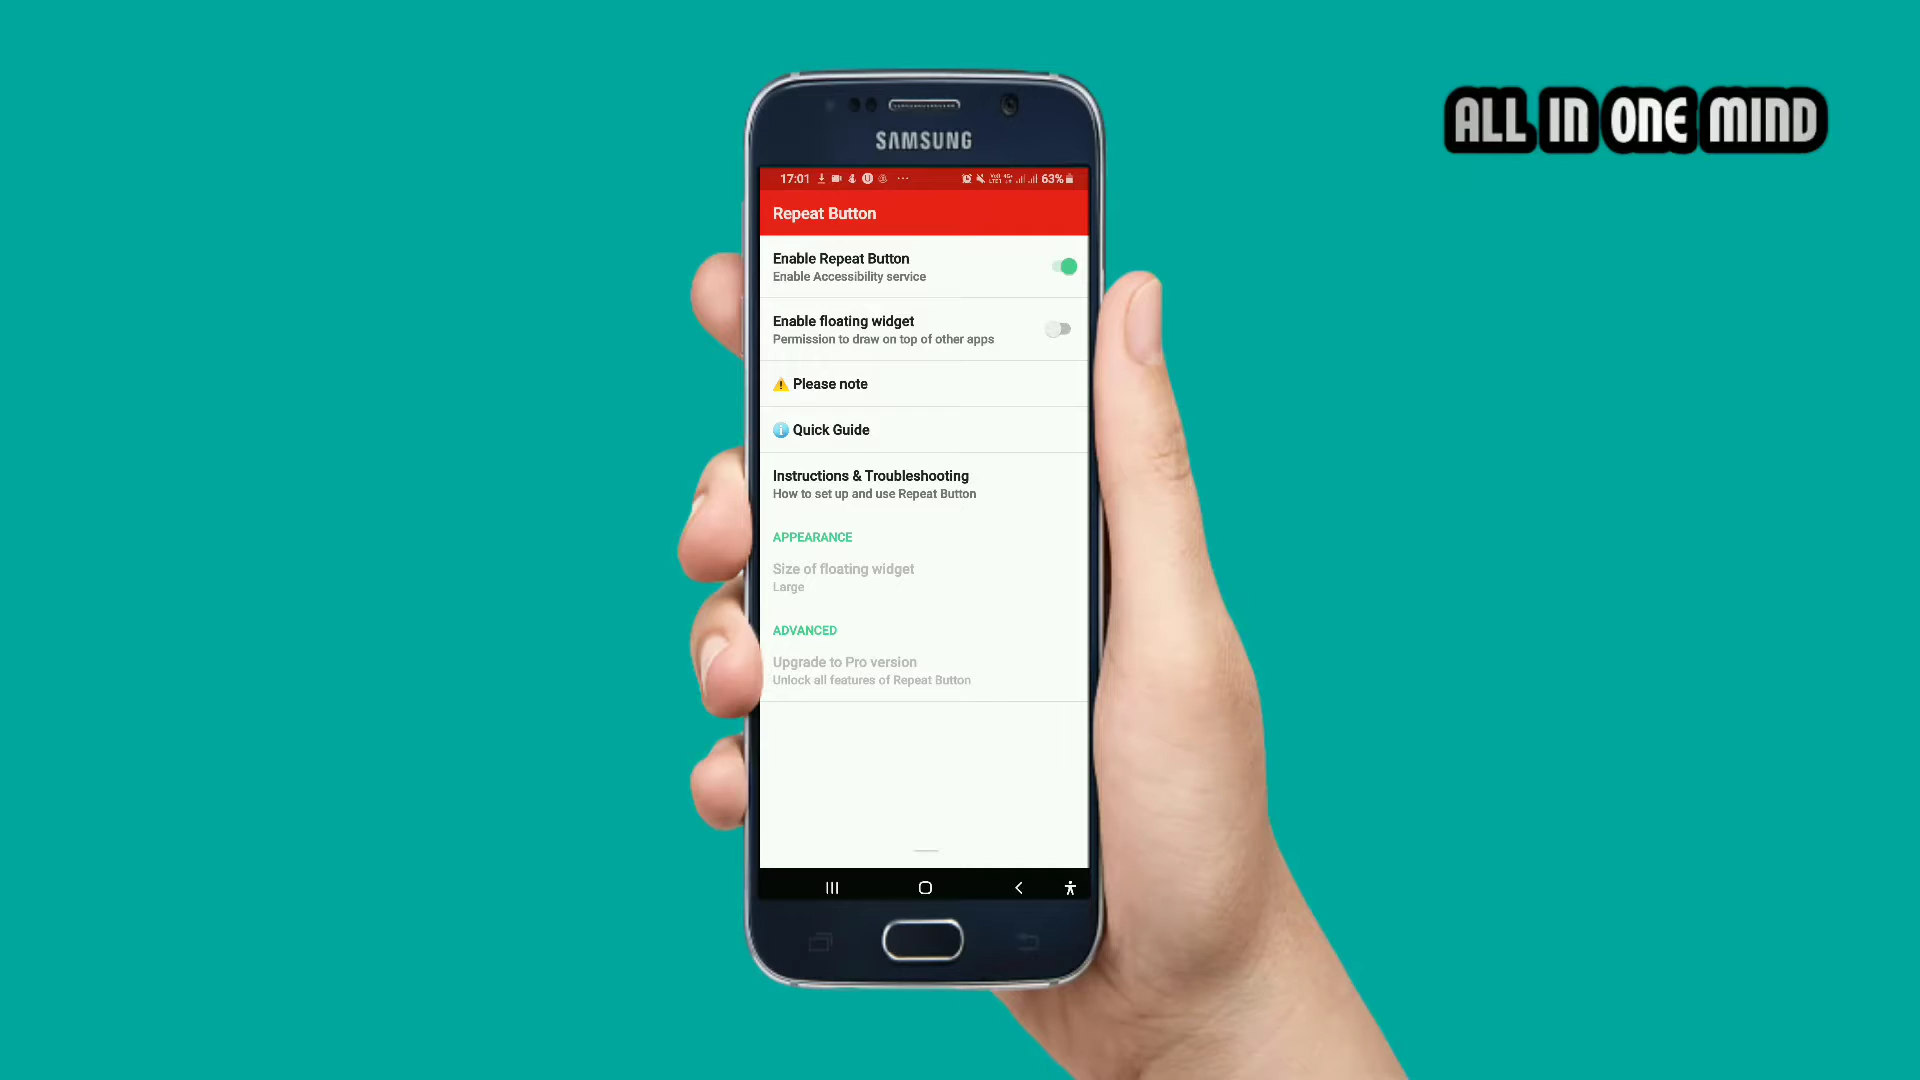 ALL IN ONE MIND
SAMSUNG
17:01
63%
Repeat Button
Enable Repeat Button
Enable Accessibility service
Enable floating widget
Permission to draw on top of other apps
Please note
Quick Guide
Instructions & Troubleshooting
How to set up and use Repeat Button
APPEARANCE
Size of floating widget
Large
ADVANCED
Upgrade to Pro version
Unlock all features of Repeat Button